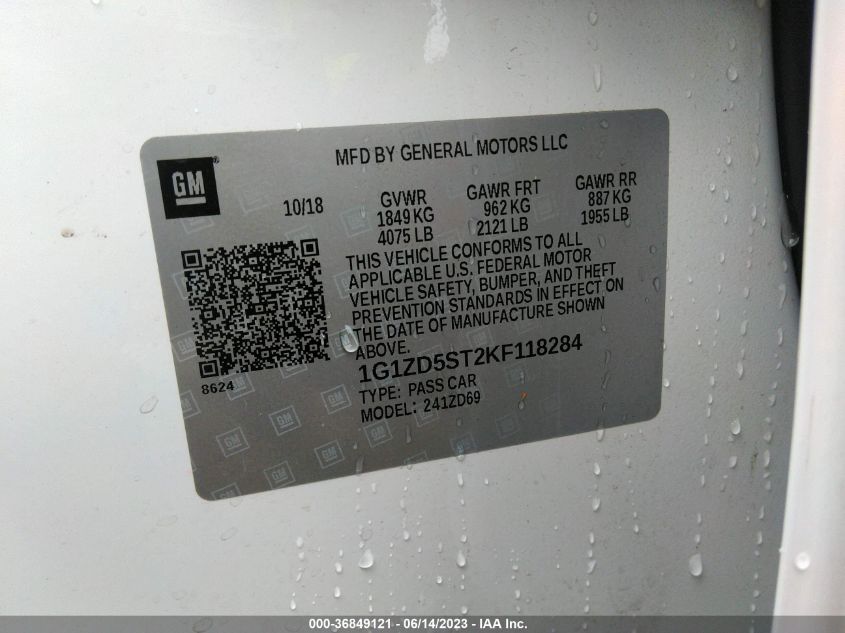 MFD BY GENERAL MOTORS LLC
GM®
10/18 GVWR GAWR FRT GAWR RR
1849 KG 962 KG 887 KG
4075 LB 2121 LB 1955 LB
THIS VEHICLE CONFORMS TO ALL
APPLICABLE U.S. FEDERAL MOTOR
VEHICLE SAFETY, BUMPER, AND THEFT
PREVENTION STANDARDS IN EFFECT ON
THE DATE OF MANUFACTURE SHOWN
ABOVE.
8624
1G1ZD5ST2KF118284
TYPE: PASS CAR
MODEL: 241ZD69
000-36849121 - 06/14/2023 - IAA Inc.